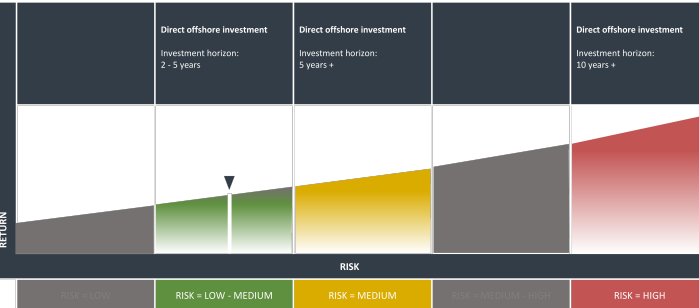 Direct offshore investment
Investment horizon:
2 - 5 years
Direct offshore investment
Investment horizon:
5 years +
Direct offshore investment
Investment horizon:
10 years +
RETURN
RISK
RISK = LOW
RISK = LOW - MEDIUM
RISK = MEDIUM
RISK = MEDIUM - HIGH
RISK = HIGH